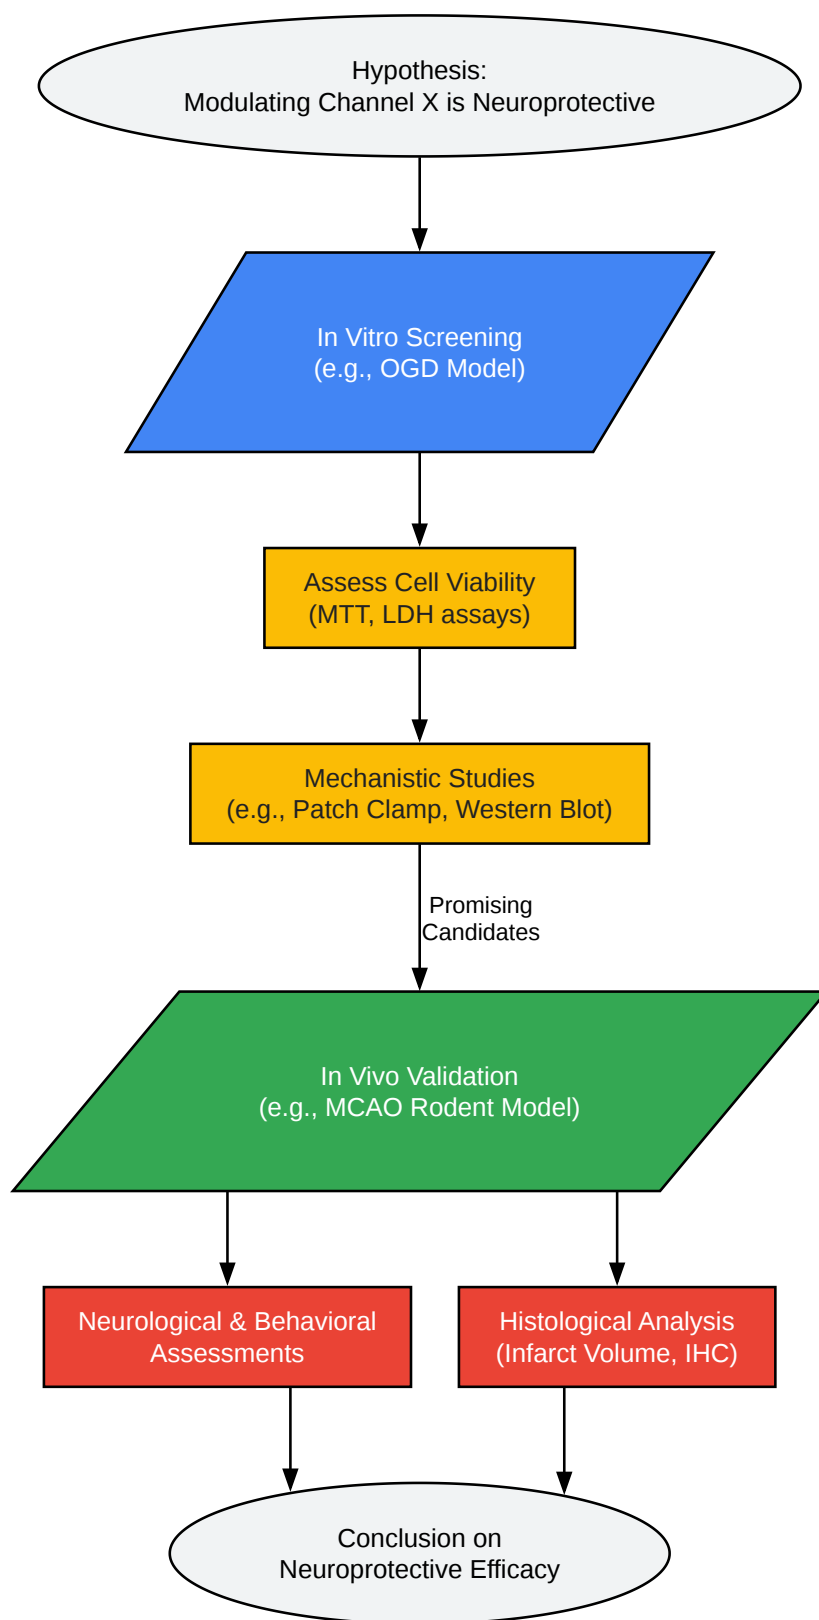 Hypothesis:
Modulating Channel X is Neuroprotective
In Vitro Screening
(e.g., OGD Model)
Assess Cell Viability
(MTT, LDH assays)
Mechanistic Studies
(e.g., Patch Clamp, Western Blot)
Promising
Candidates
In Vivo Validation
(e.g., MCAO Rodent Model)
Neurological & Behavioral
Assessments
Histological Analysis
(Infarct Volume, IHC)
Conclusion on
Neuroprotective Efficacy